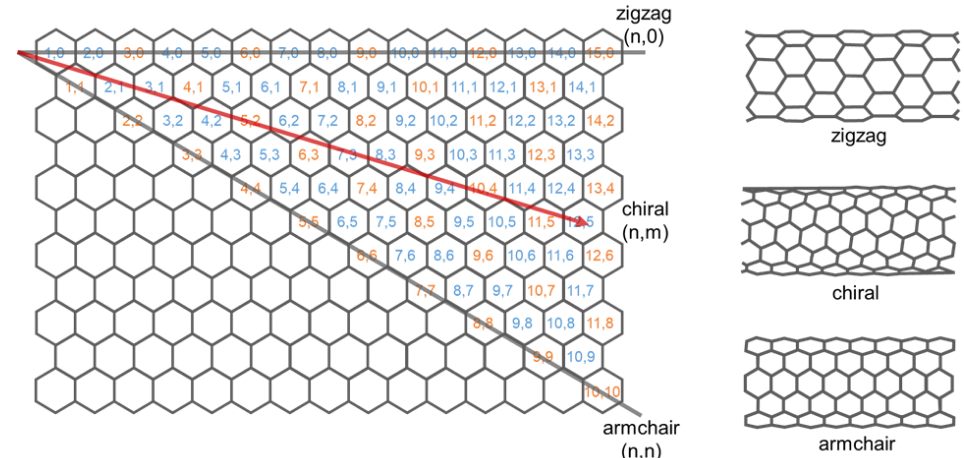 zigzag
(n,0)
1,0 2,0 3,0 4,0 5,0 6,0 7,0 8,0 9,0 10,0 11,0 12,0 13,0 14,0 15,0
1,1 2,1 3,1 4,1 5,1 6,1 7,1 8,1 9,1 10,1 11,1 12,1 13,1 14,1
2,2 3,2 4,2 5,2 6,2 7,2 8,2 9,2 10,2 11,2 12,2 13,2 14,2
3,3 4,3 5,3 6,3 7,3 8,3 9,3 10,3 11,3 12,3 13,3
4,4 5,4 6,4 7,4 8,4 9,4 10,4 11,4 12,4 13,4
5,5 6,5 7,5 8,5 9,5 10,5 11,5 12,5
6,6 7,6 8,6 9,6 10,6 11,6 12,6
7,7 8,7 9,7 10,7 11,7
8,8 9,8 10,8 11,8
9,9 10,9
10,10
chiral
(n,m)
armchair
(n,n)
zigzag
chiral
armchair